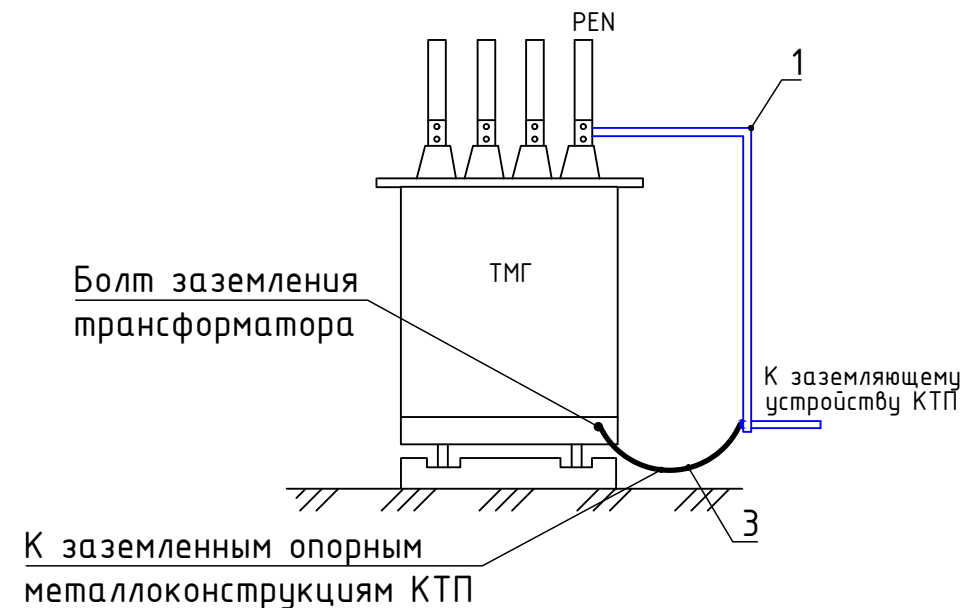 PEN
1
Болт заземления
трансформатора
ТМГ
К заземляющему
устройству КТП
3
К заземленным опорным
металлоконструкциям КТП